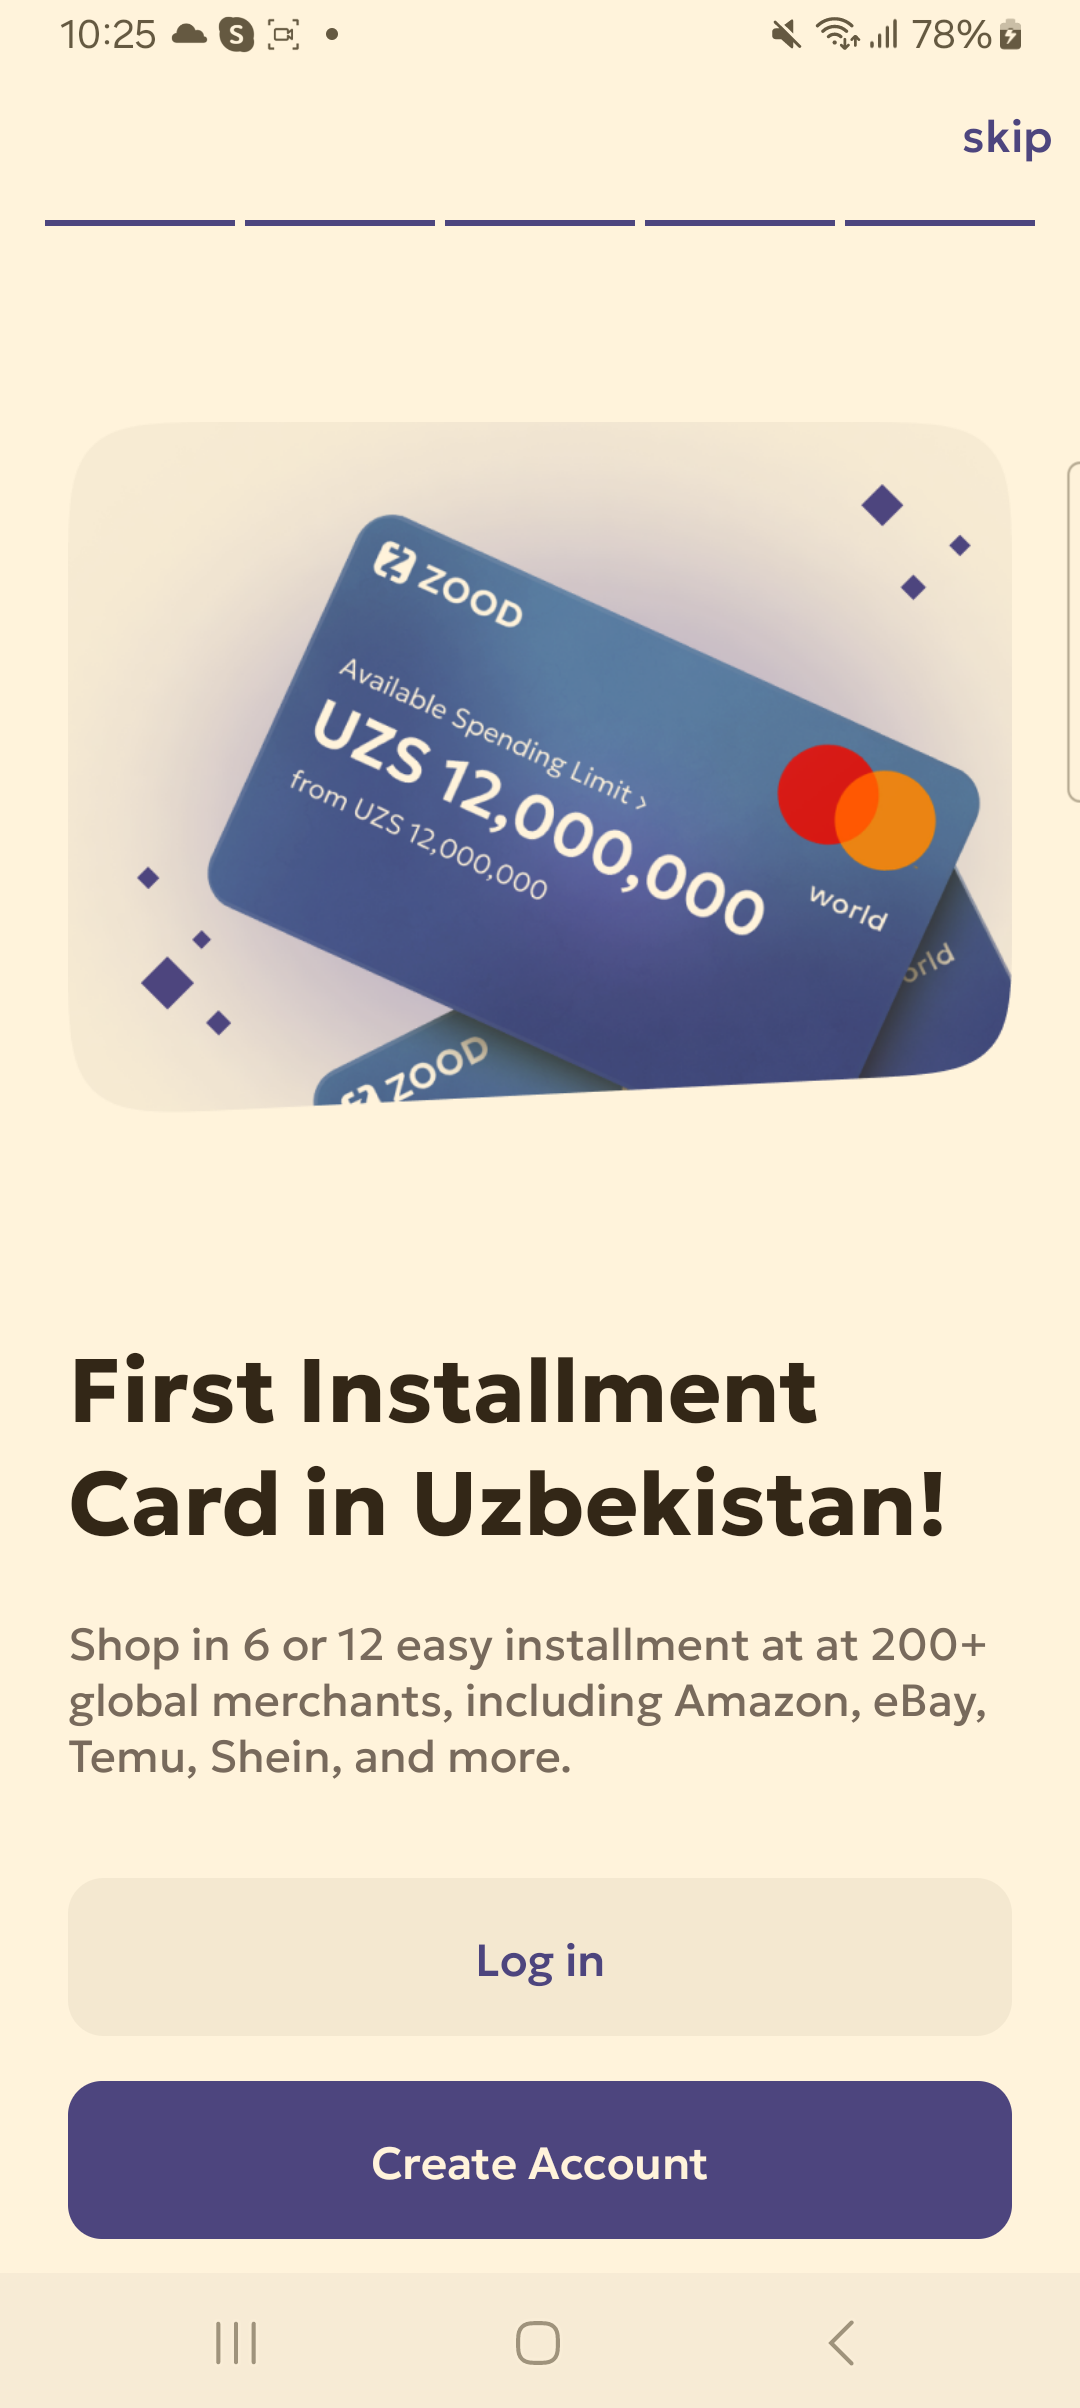 10:25
78%
skip
ZOOD
Available Spending Limit >
UZS 12,000,000
from UZS 12,000,000
world
orld
ZOOD
First Installment
Card in Uzbekistan!
Shop in 6 or 12 easy installment at at 200+
global merchants, including Amazon, eBay,
Temu, Shein, and more.
Log in
Create Account